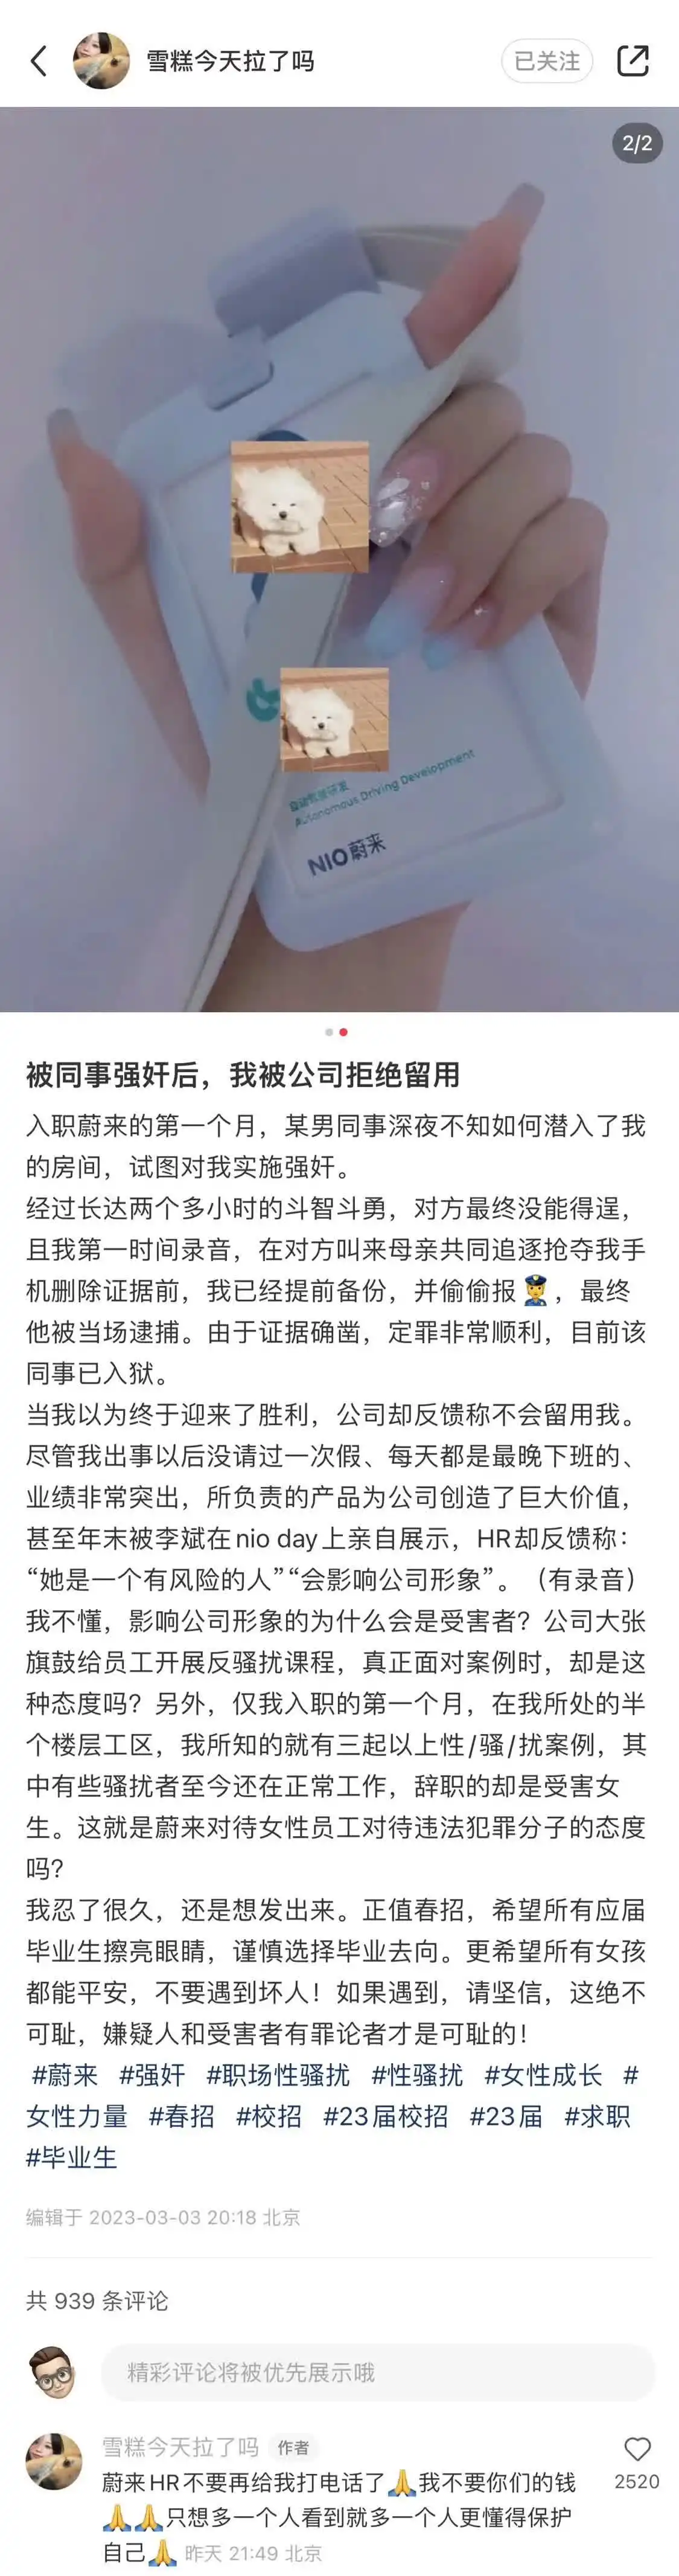 雪糕今天拉了吗
已关注
2/2
自动驾驶研发
Autonomous Driving Development
NIO蔚来
被同事强奸后，我被公司拒绝留用
入职蔚来的第一个月，某男同事深夜不知如何潜入了我
的房间，试图对我实施强奸。
经过长达两个多小时的斗智斗勇，对方最终没能得逞，
且我第一时间录音，在对方叫来母亲共同追逐抢夺我手
机删除证据前，我已经提前备份，并偷偷报👮，最终
他被当场逮捕。由于证据确凿，定罪非常顺利，目前该
同事已入狱。
当我以为终于迎来了胜利，公司却反馈称不会留用我。
尽管我出事以后没请过一次假、每天都是最晚下班的、
业绩非常突出，所负责的产品为公司创造了巨大价值，
甚至年末被李斌在nio day上亲自展示，HR却反馈称：
“她是一个有风险的人”“会影响公司形象”。（有录音）
我不懂，影响公司形象的为什么会是受害者？公司大张
旗鼓给员工开展反骚扰课程，真正面对案例时，却是这
种态度吗？另外，仅我入职的第一个月，在我所处的半
个楼层工区，我所知的就有三起以上性/骚/扰案例，其
中有些骚扰者至今还在正常工作，辞职的却是受害女
生。这就是蔚来对待女性员工对待违法犯罪分子的态度
吗？
我忍了很久，还是想发出来。正值春招，希望所有应届
毕业生擦亮眼睛，谨慎选择毕业去向。更希望所有女孩
都能平安，不要遇到坏人！如果遇到，请坚信，这绝不
可耻，嫌疑人和受害者有罪论者才是可耻的！
#蔚来 #强奸 #职场性骚扰 #性骚扰 #女性成长 #
女性力量 #春招 #校招 #23届校招 #23届 #求职
#毕业生
编辑于 2023-03-03 20:18 北京
共 939 条评论
精彩评论将被优先展示哦
雪糕今天拉了吗 作者
蔚来HR不要再给我打电话了🙏我不要你们的钱
🙏🙏只想多一个人看到就多一个人更懂得保护
自己🙏 昨天 21:49 北京
2520